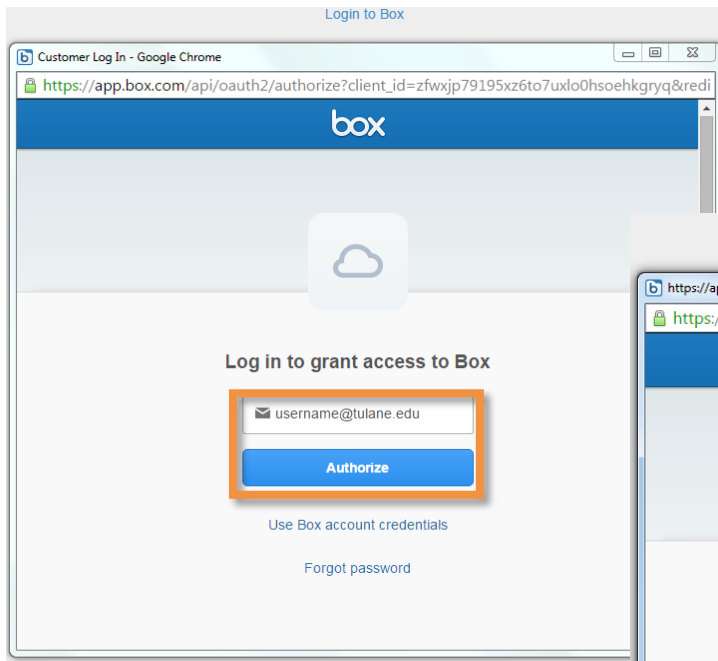 Login to Box
b Customer Log In - Google Chrome
https://app.box.com/api/oauth2/authorize?client_id=zfwxjp79195xz6to7uxlo0hsoehkgryq&redi
box
b https://a
https:/
Log in to grant access to Box
username@tulane.edu
Authorize
Use Box account credentials
Forgot password